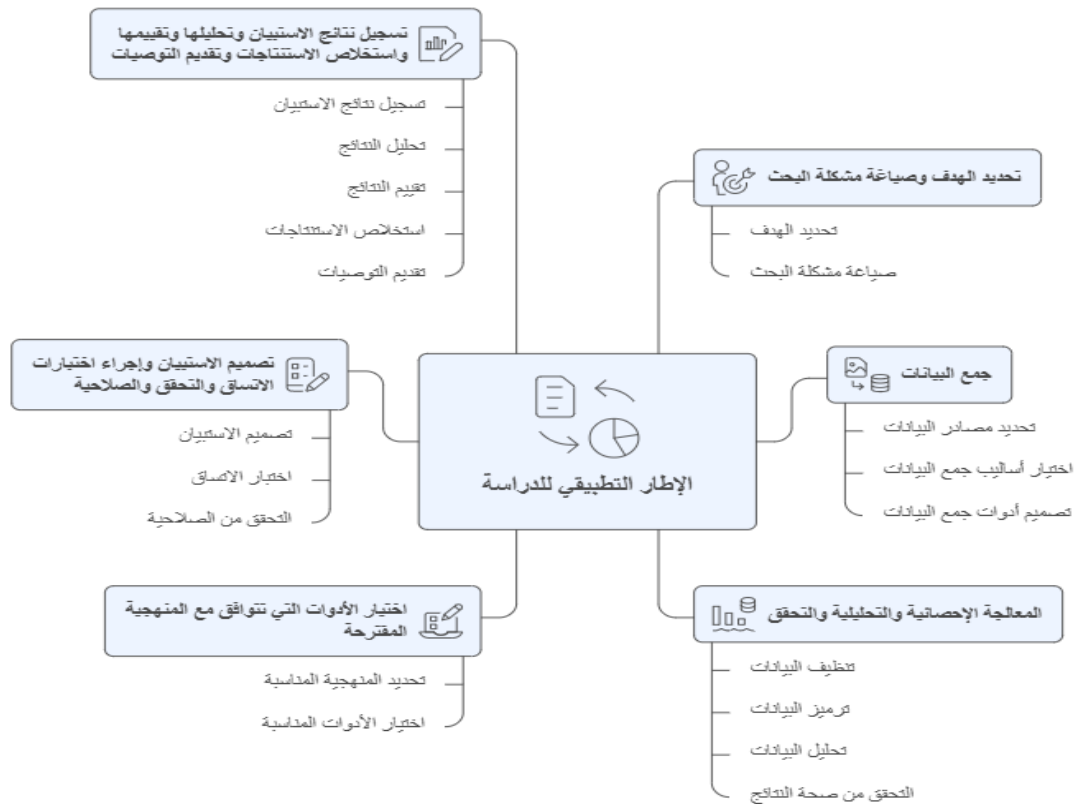 الإطار التطبيقي للدراسة
تحديد الهدف وصياغة مشكلة البحث
تحديد الهدف
صياغة مشكلة البحث
جمع البيانات
تحديد مصادر البيانات
اختيار أساليب جمع البيانات
تصميم أدوات جمع البيانات
المعالجة الإحصائية والتحليلية والتحقق
تنظيف البيانات
ترميز البيانات
تحليل البيانات
التحقق من صحة النتائج
اختيار الأدوات التي تتوافق مع المنهجية
المقترحة
تحديد المنهجية المناسبة
اختيار الأدوات المناسبة
تصميم الاستبيان وإجراء اختبارات
الاتساق والتحقق والصلاحية
تصميم الاستبيان
اختبار الاتساق
التحقق من الصلاحية
تسجيل نتائج الاستبيان وتحليلها وتقييمها
واستخلاص الاستنتاجات وتقديم التوصيات
تسجيل نتائج الاستبيان
تحليل النتائج
تقييم النتائج
استخلاص الاستنتاجات
تقديم التوصيات